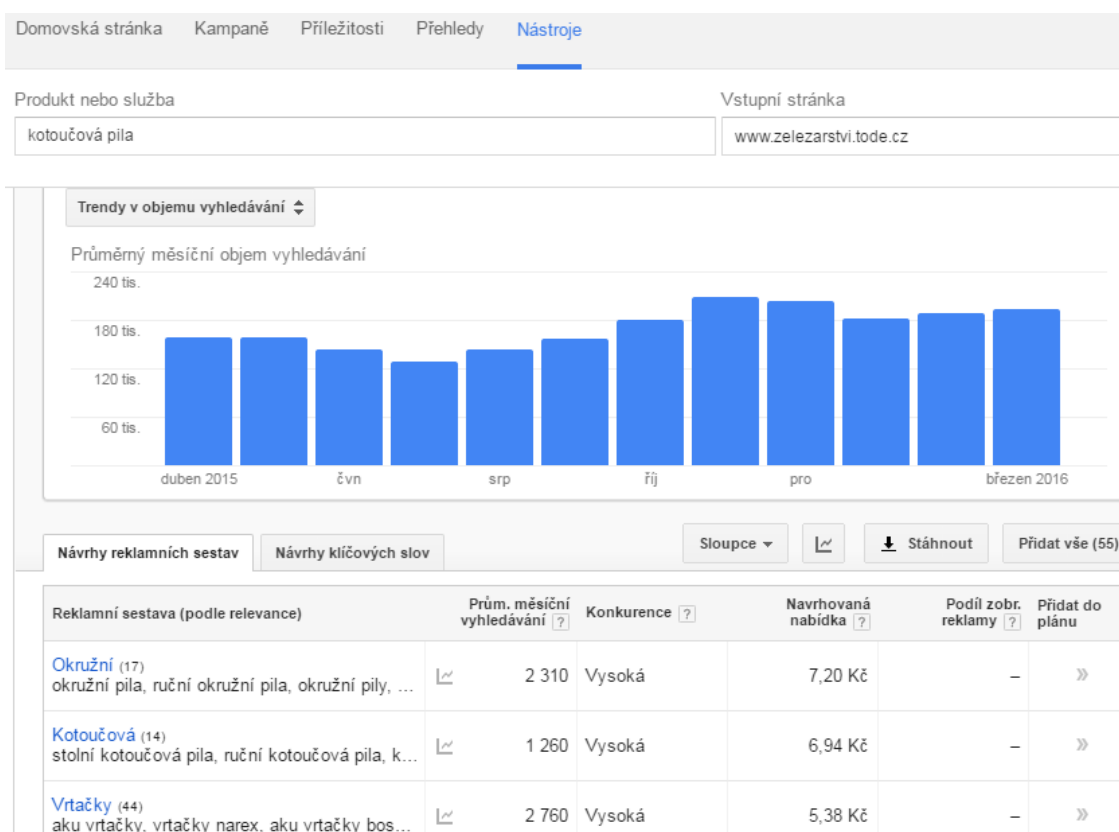 Domovská stránka Kampaně Příležitosti Přehledy Nástroje
Produkt nebo služba Vstupní stránka
kotoučová pila www.zelezarstvi.tode.cz
Trendy v objemu vyhledávání
Průměrný měsíční objem vyhledávání
240 tis.
180 tis.
120 tis.
60 tis.
duben 2015 čvn srp říj pro březen 2016
Návrhy reklamních sestav Návrhy klíčových slov Sloupce Stáhnout Přidat vše (55)
Reklamní sestava (podle relevance) Prům. měsíční vyhledávání ? Konkurence ? Navrhovaná nabídka ? Podíl zobr. reklamy ? Přidat do plánu
Okružní (17)
okružní pila, ruční okružní pila, okružní pily, ... 2 310 Vysoká 7,20 Kč – »
Kotoučová (14)
stolní kotoučová pila, ruční kotoučová pila, k... 1 260 Vysoká 6,94 Kč – »
Vrtačky (44)
aku vrtačky, vrtačky narex, aku vrtačky bos... 2 760 Vysoká 5,38 Kč – »